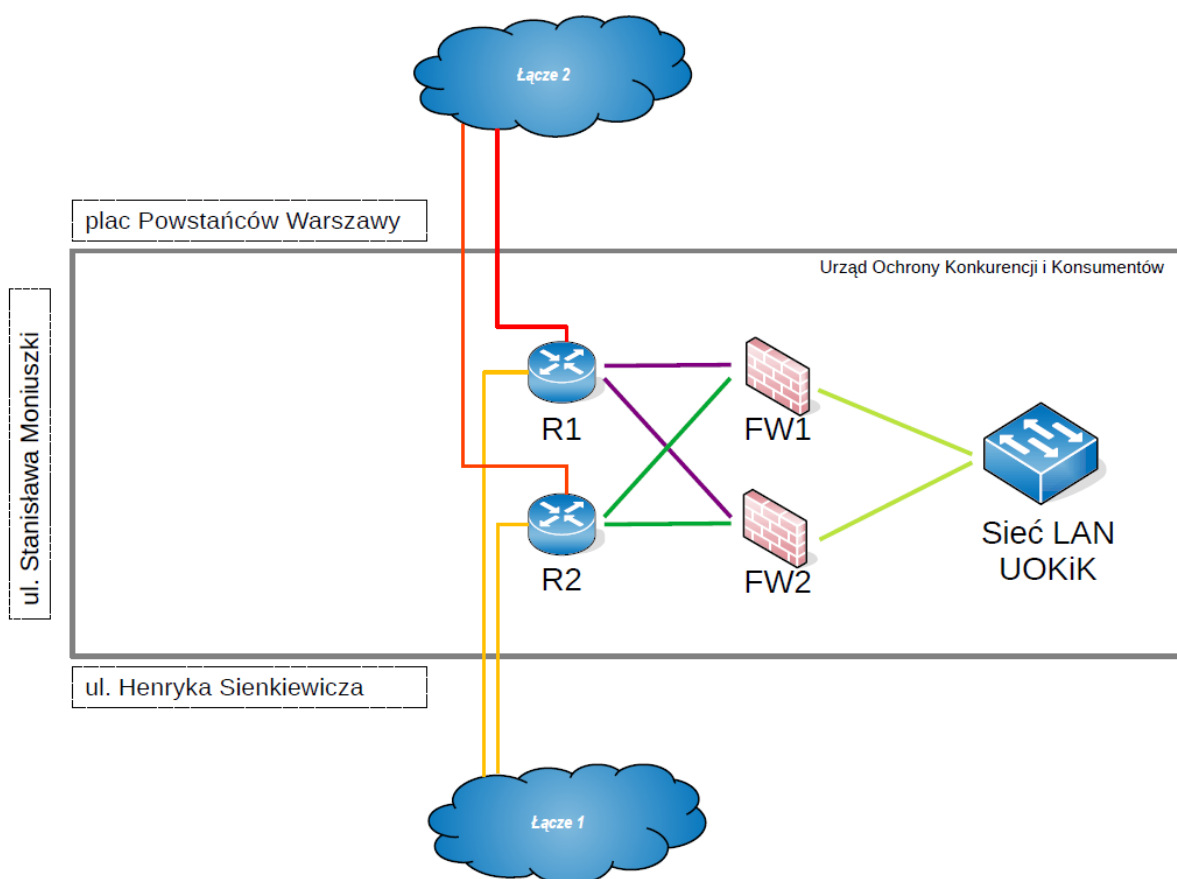 Łącze 2
plac Powstańców Warszawy
Urząd Ochrony Konkurencji i Konsumentów
ul. Stanisława Moniuszki
R1
FW1
R2
FW2
Sieć LAN
UOKiK
ul. Henryka Sienkiewicza
Łącze 1